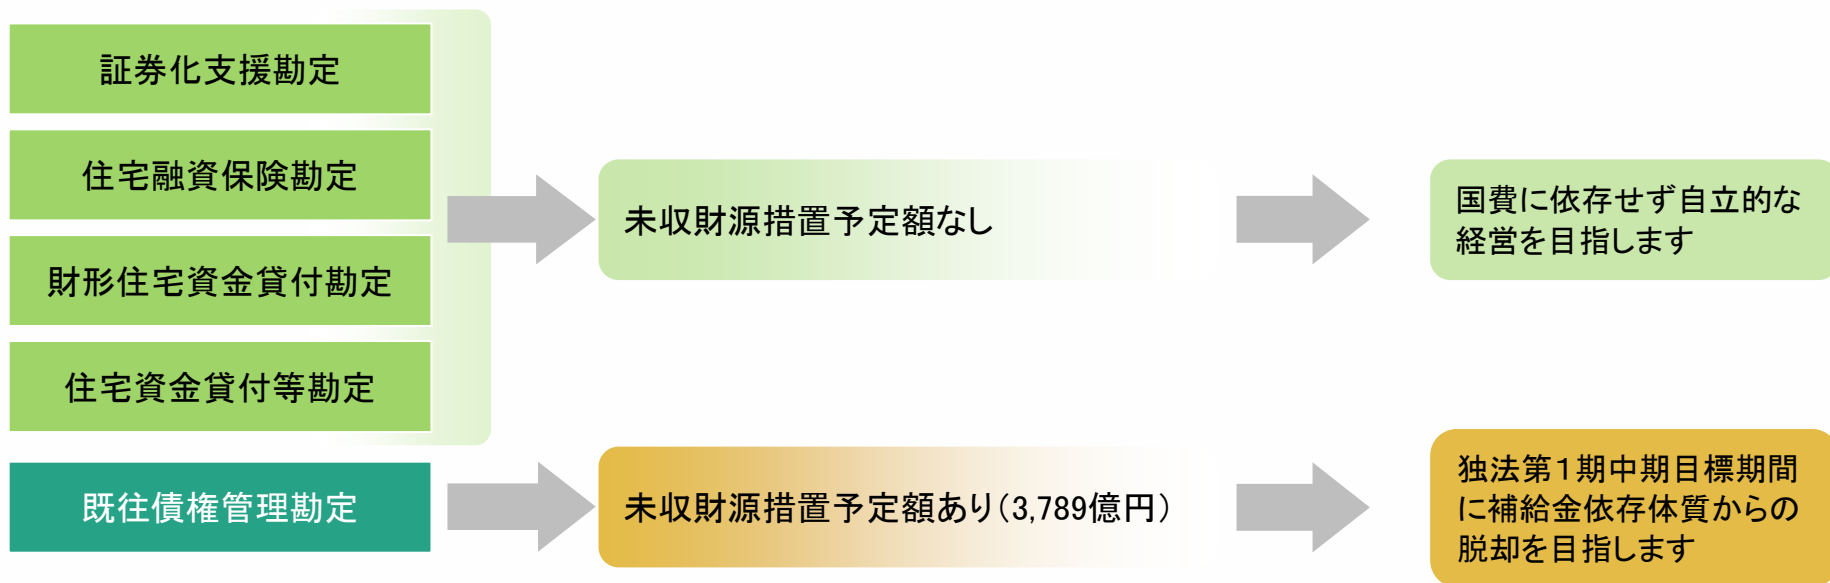 証券化支援勘定
住宅融資保険勘定
財形住宅資金貸付勘定
住宅資金貸付等勘定
未収財源措置予定額なし
国費に依存せず自立的な
経営を目指します
既往債権管理勘定
未収財源措置予定額あり（3,789億円）
独法第１期中期目標期間
に補給金依存体質からの
脱却を目指します